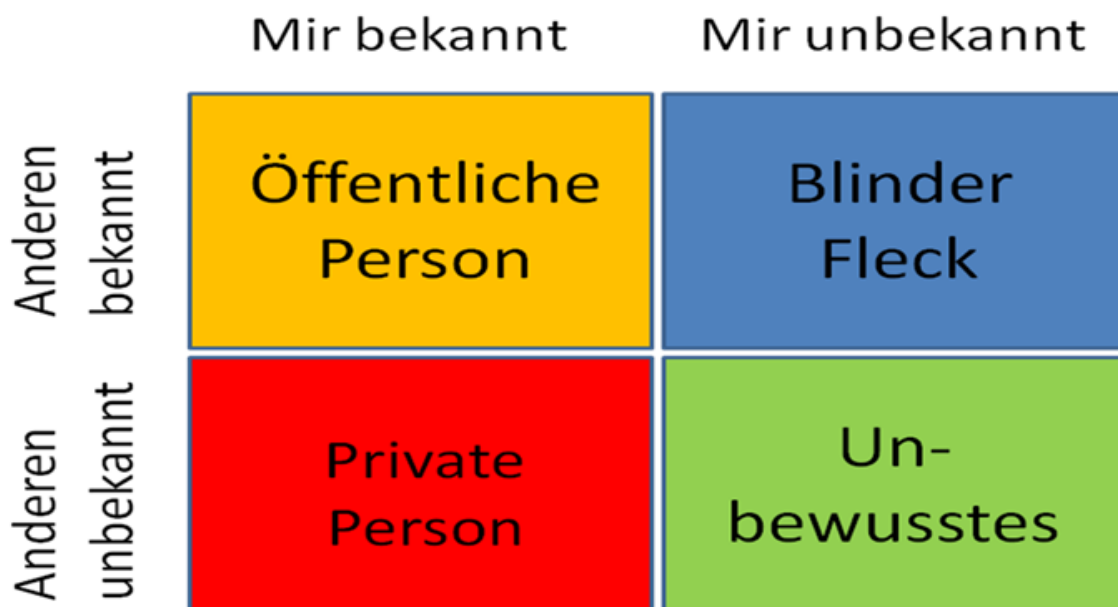 Mir bekannt
Mir unbekannt
Anderen
bekannt
Öffentliche
Person
Blinder
Fleck
Anderen
unbekannt
Private
Person
Un-
bewusstes